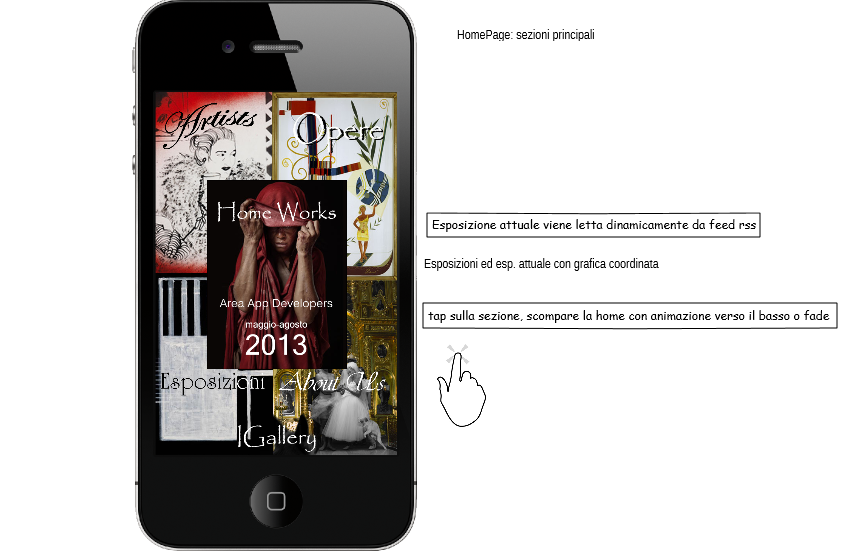 HomePage: sezioni principali
Artists
Opere
Home Works
Area App Developers
maggio-agosto
2013
Esposizioni
About Us
IGallery
Esposizione attuale viene letta dinamicamente da feed rss
Esposizioni ed esp. attuale con grafica coordinata
tap sulla sezione, scompare la home con animazione verso il basso o fade